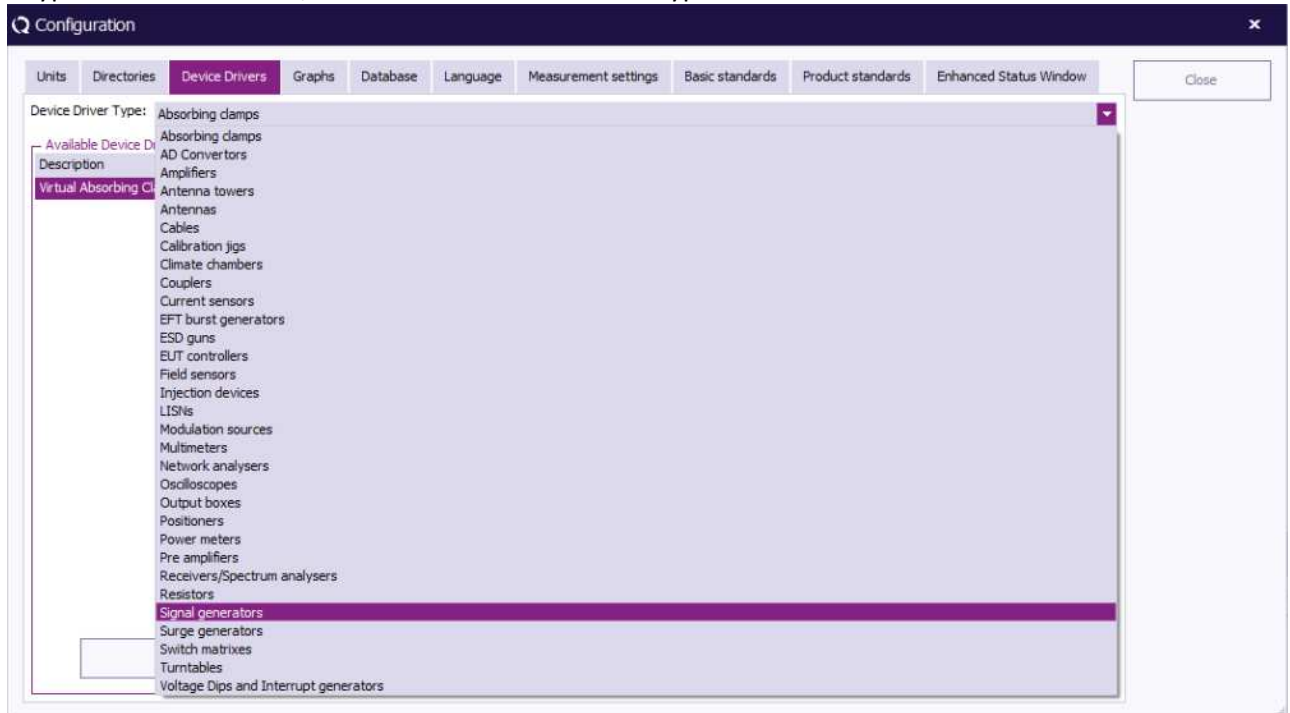 Configuration
Units Directories Device Drivers Graphs Database Language Measurement settings Basic standards Product standards Enhanced Status Window Close
Device Driver Type: Absorbing clamps
Available Device
Description
Virtual Absorbing
Absorbing clamps
AD Convertors
Amplifiers
Antenna towers
Antennas
Cables
Calibration jigs
Climate chambers
Couplers
Current sensors
EFT burst generators
ESD guns
EUT controllers
Field sensors
Injection devices
LISNs
Modulation sources
Multimeters
Network analysers
Oscilloscopes
Output boxes
Positioners
Power meters
Pre amplifiers
Receivers/Spectrum analysers
Resistors
Signal generators
Surge generators
Switch matrixes
Turntables
Voltage Dips and Interrupt generators